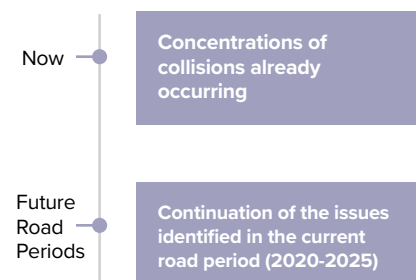 Now
Concentrations of
collisions already
occurring
Future
Road
Periods
Continuation of the issues
identified in the current
road period (2020-2025)